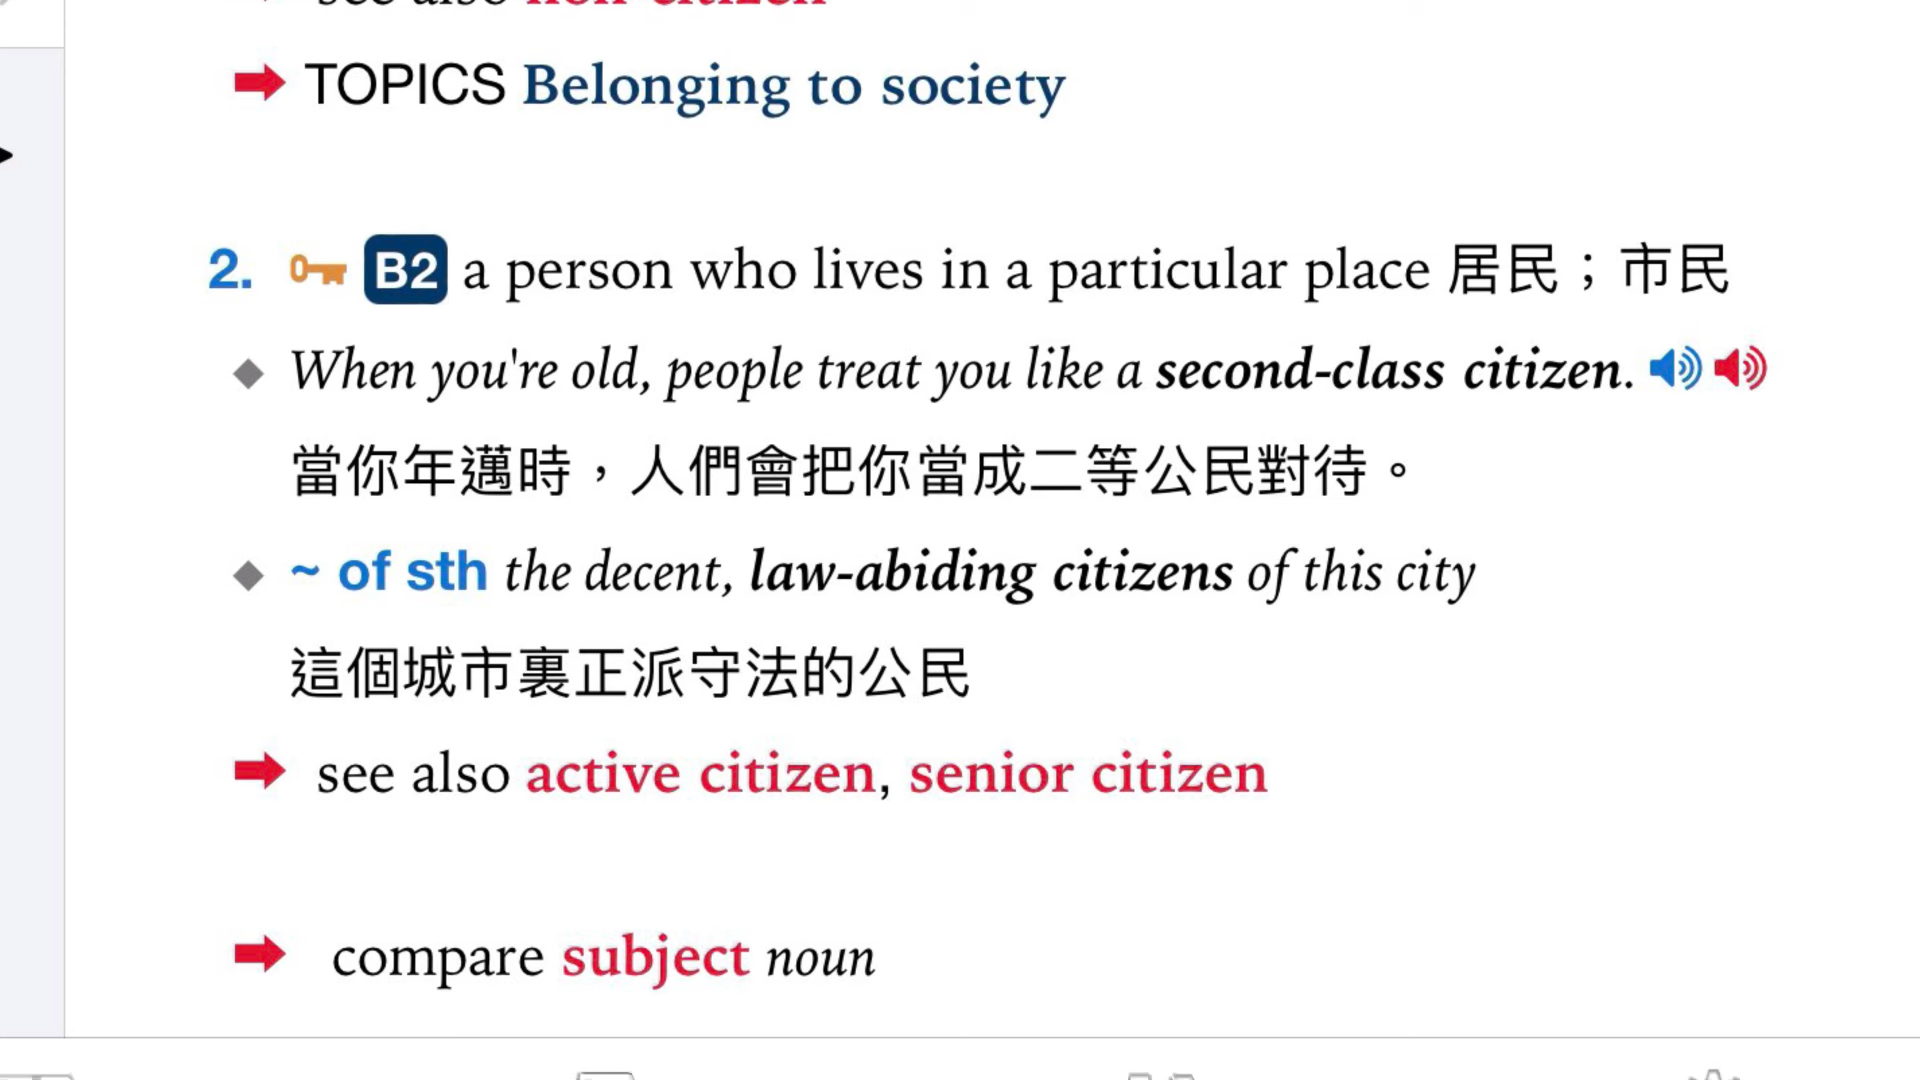 see also non-citizen
TOPICS Belonging to society
2. B2 a person who lives in a particular place 居民；市民
When you're old, people treat you like a second-class citizen.
當你年邁時，人們會把你當成二等公民對待。
~ of sth the decent, law-abiding citizens of this city
這個城市裏正派守法的公民
see also active citizen, senior citizen
compare subject noun